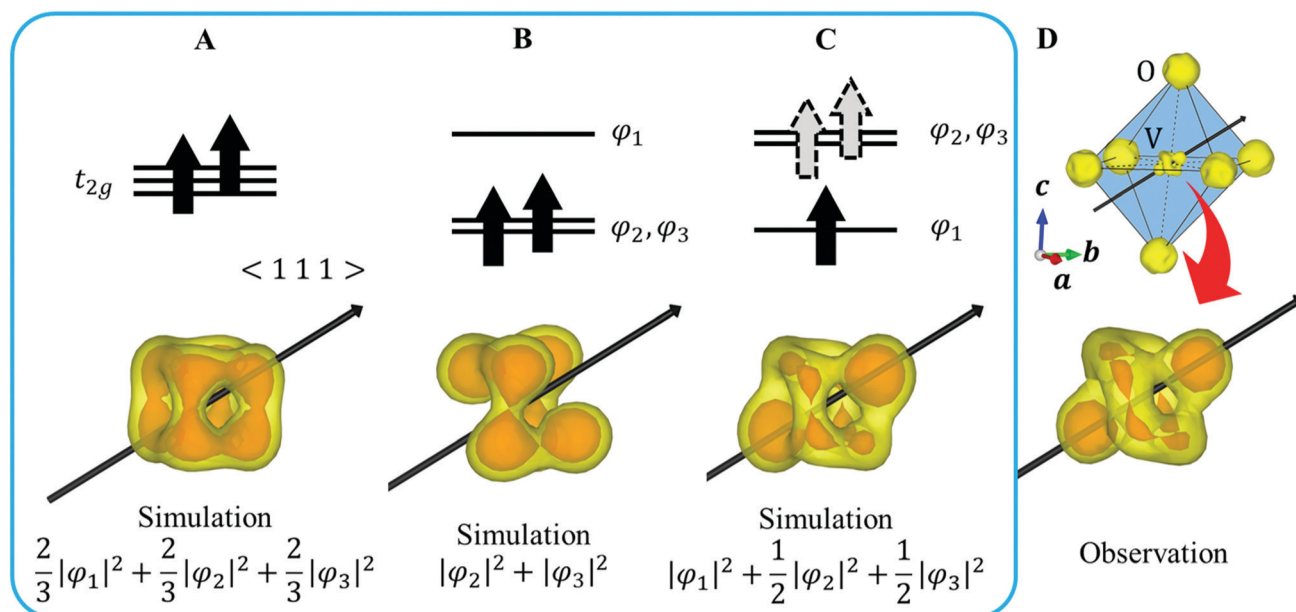 A
B
C
D
t₂g
φ₁
φ₂, φ₃
φ₂, φ₃
φ₁
O
V
c
b
a
< 1 1 1 >
Simulation
2/3|φ₁|² + 2/3|φ₂|² + 2/3|φ₃|²
Simulation
|φ₂|² + |φ₃|²
Simulation
|φ₁|² + 1/2|φ₂|² + 1/2|φ₃|²
Observation